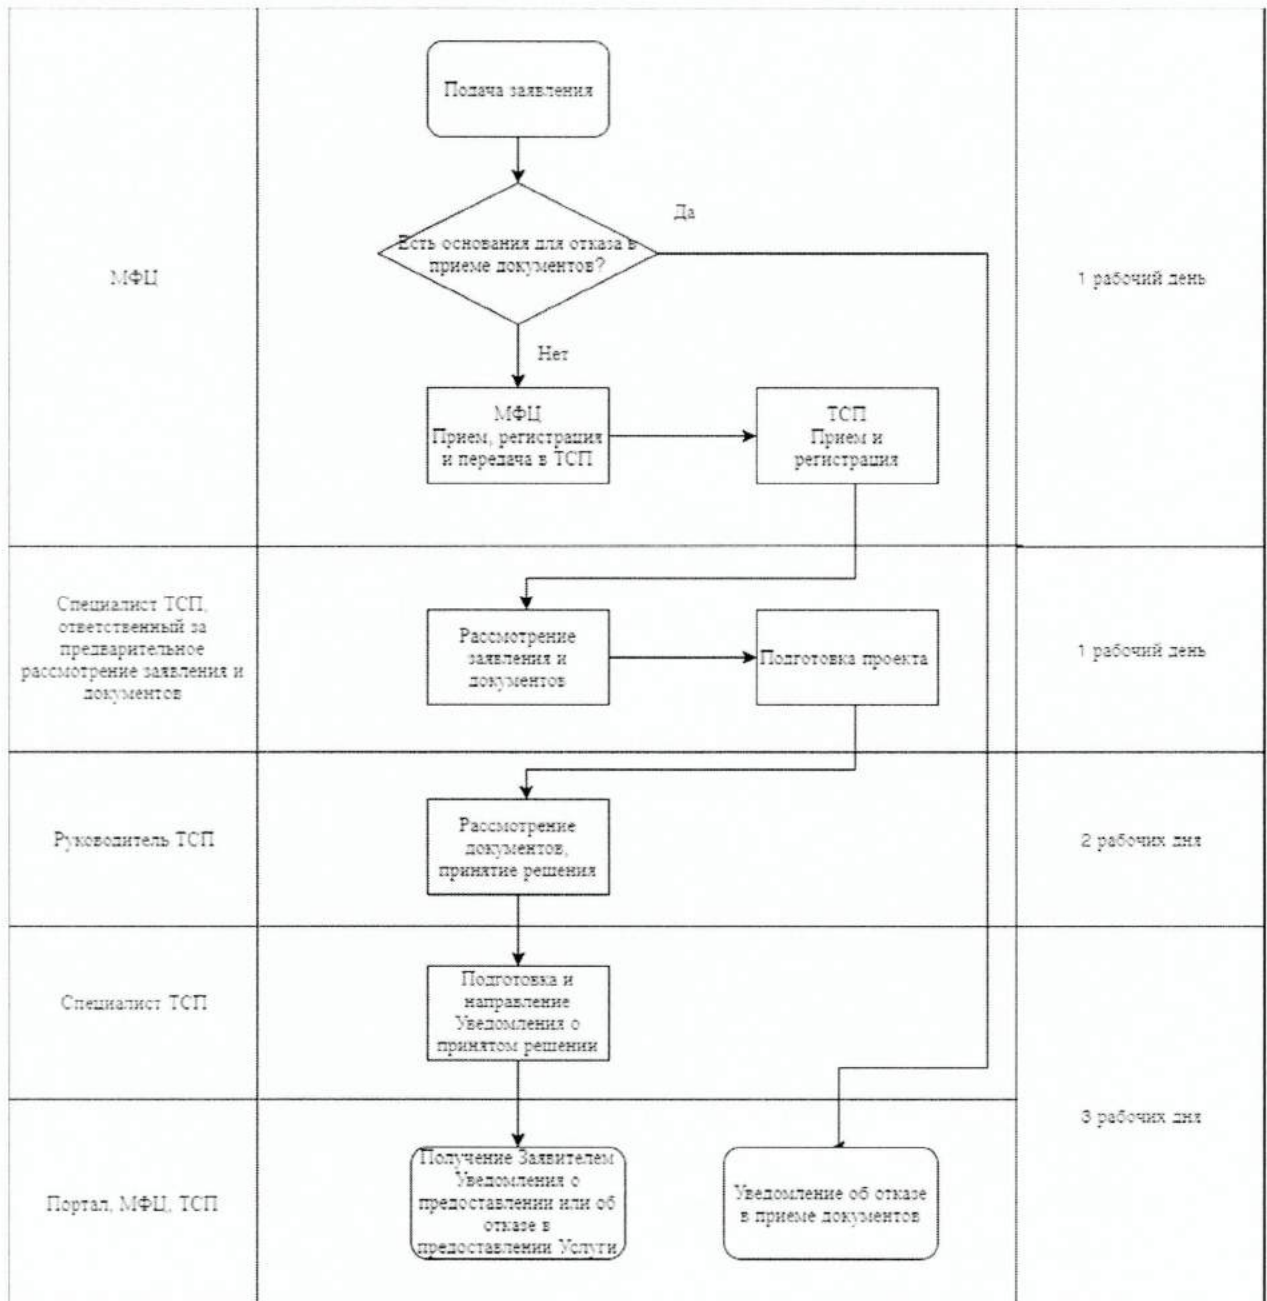 Подача заявления
Да
Есть основания для отказа в
приеме документов?
МФЦ
1 рабочий день
Нет
МФЦ
Прием, регистрация
и передача в ТСП
ТСП
Прием и
регистрация
Специалист ТСП,
ответственный за
предварительное
рассмотрение заявления и
документов
Рассмотрение
заявления и
документов
Подготовка проекта
1 рабочий день
Руководитель ТСП
Рассмотрение
документов,
принятие решения
2 рабочих дня
Специалист ТСП
Подготовка и
направление
Уведомления о
принятом решении
3 рабочих дня
Портал, МФЦ, ТСП
Получение Заявителем
Уведомления о
предоставлении или об
отказе в
предоставлении Услуги
Уведомление об отказе
в приеме документов